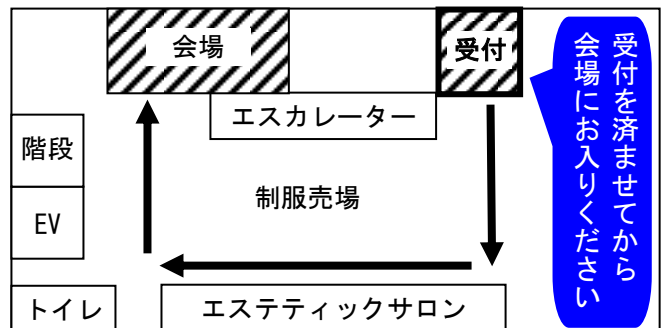 会場
受付
受付を済ませてから
会場にお入りください
エスカレーター
階段
制服売場
EV
トイレ
エステティックサロン